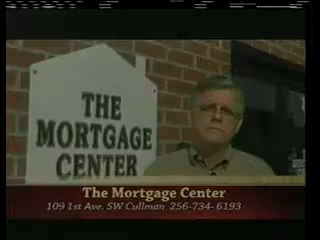 THE
MORTGAGE
CENTER
The Mortgage Center
109 1st Ave. SW Cullman 256-734-6193